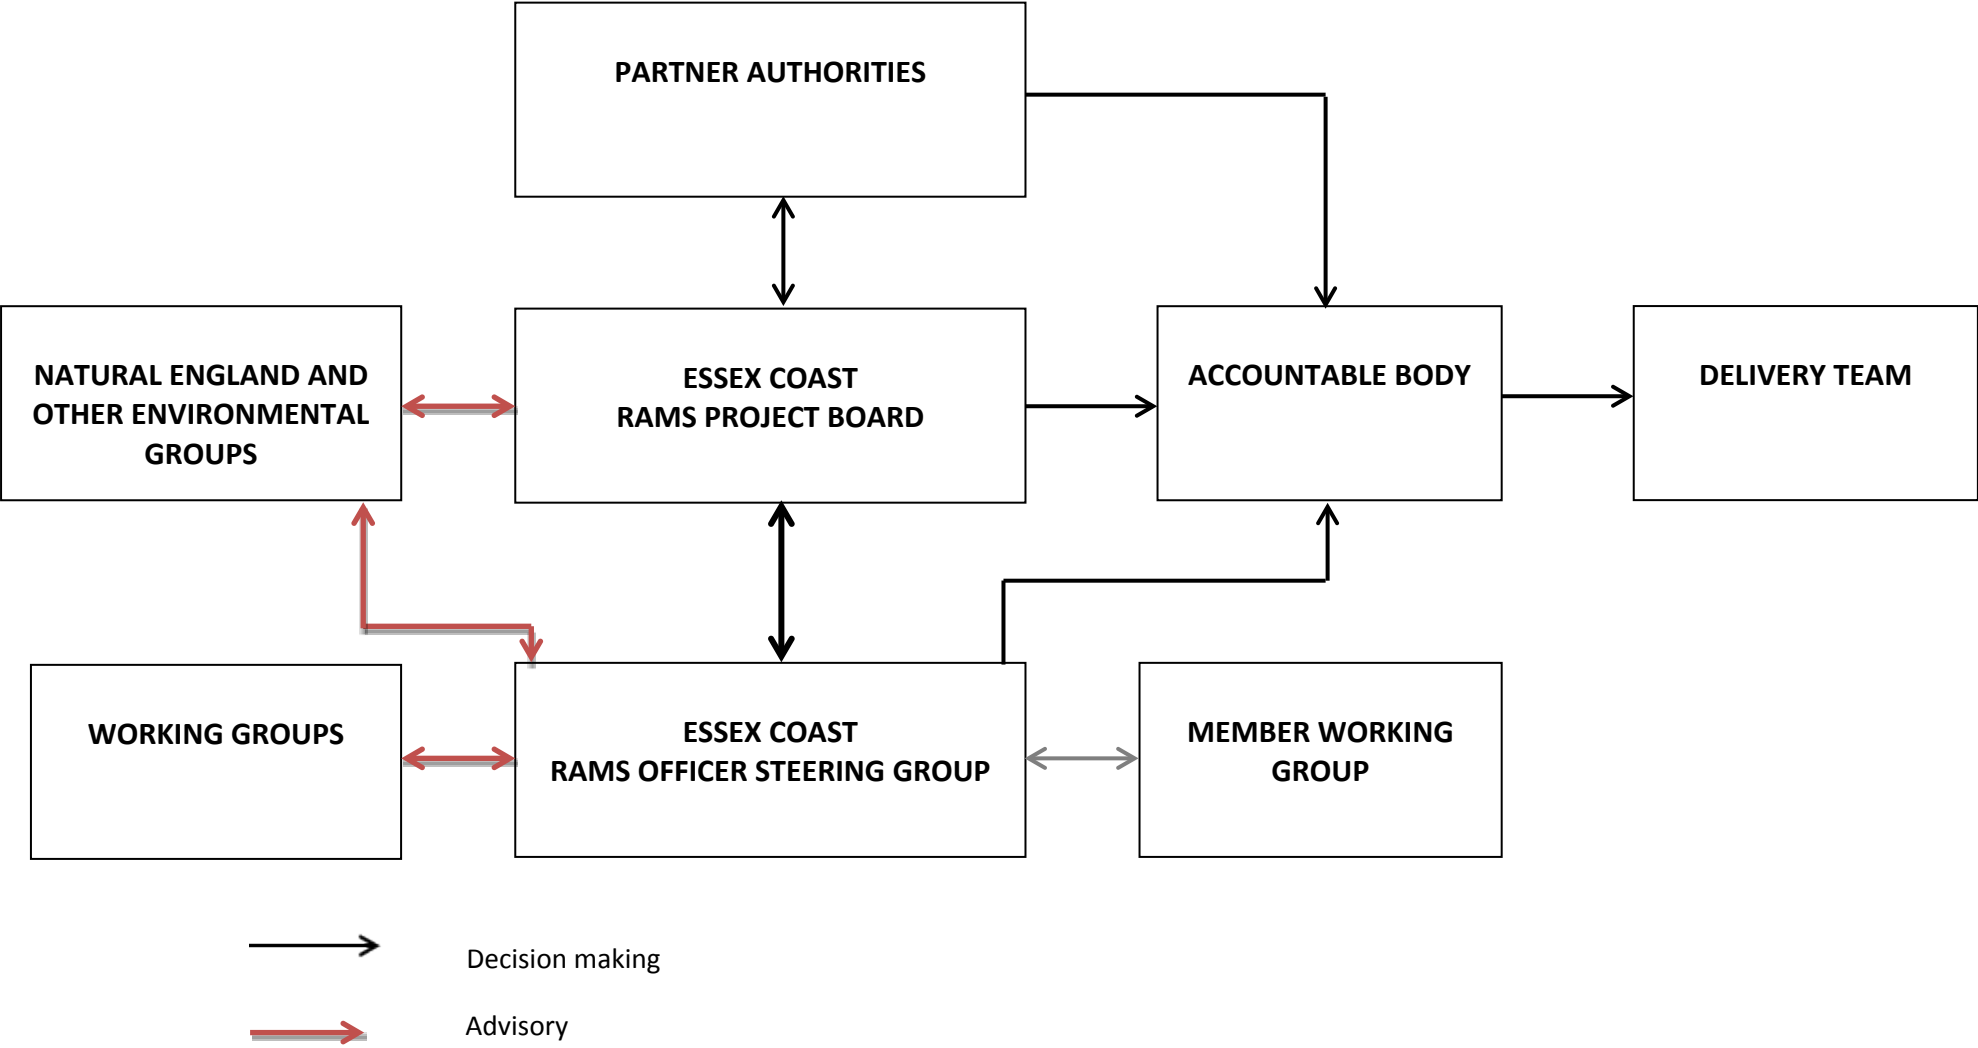 PARTNER AUTHORITIES
NATURAL ENGLAND AND
OTHER ENVIRONMENTAL
GROUPS
ESSEX COAST
RAMS PROJECT BOARD
ACCOUNTABLE BODY
DELIVERY TEAM
WORKING GROUPS
ESSEX COAST
RAMS OFFICER STEERING GROUP
MEMBER WORKING
GROUP
Decision making
Advisory